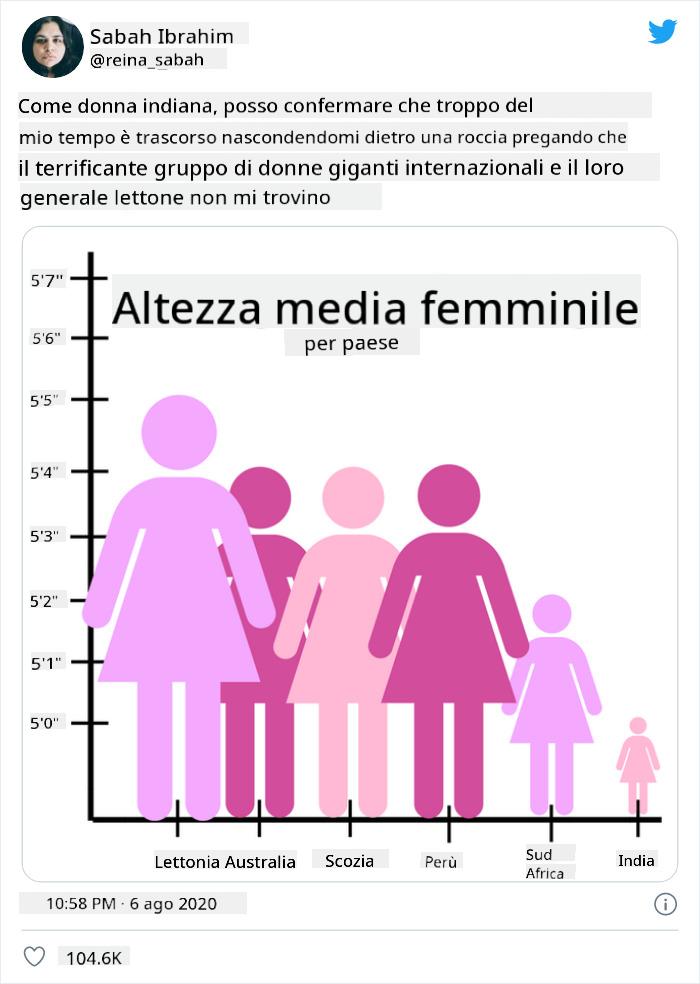 Sabah Ibrahim
@reina_sabah
Come donna indiana, posso confermare che troppo del
mio tempo è trascorso nascondendomi dietro una roccia pregando che
il terrificante gruppo di donne giganti internazionali e il loro
generale lettone non mi trovino
Altezza media femminile
per paese
5'7"
5'6"
5'5"
5'4"
5'3"
5'2"
5'1"
5'0"
Lettonia Australia Scozia Perù Sud Africa India
10:58 PM · 6 ago 2020
104.6K